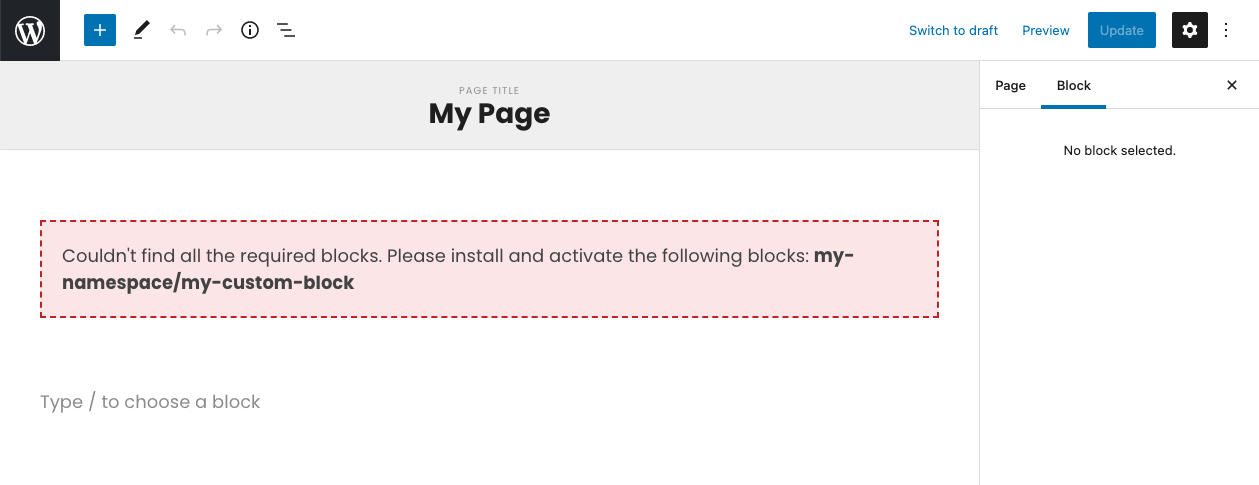 Switch to draft Preview Update
Page Block
PAGE TITLE
My Page
No block selected.
Couldn't find all the required blocks. Please install and activate the following blocks: my-
namespace/my-custom-block
Type / to choose a block